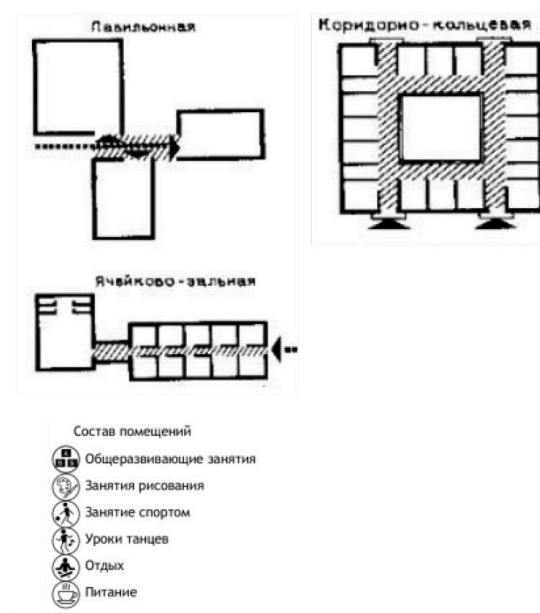 Павильонная
Коридорно-кольцевая
Ячейково-зальная
Состав помещений
Общеразвивающие занятия
Занятия рисования
Занятие спортом
Уроки танцев
Отдых
Питание